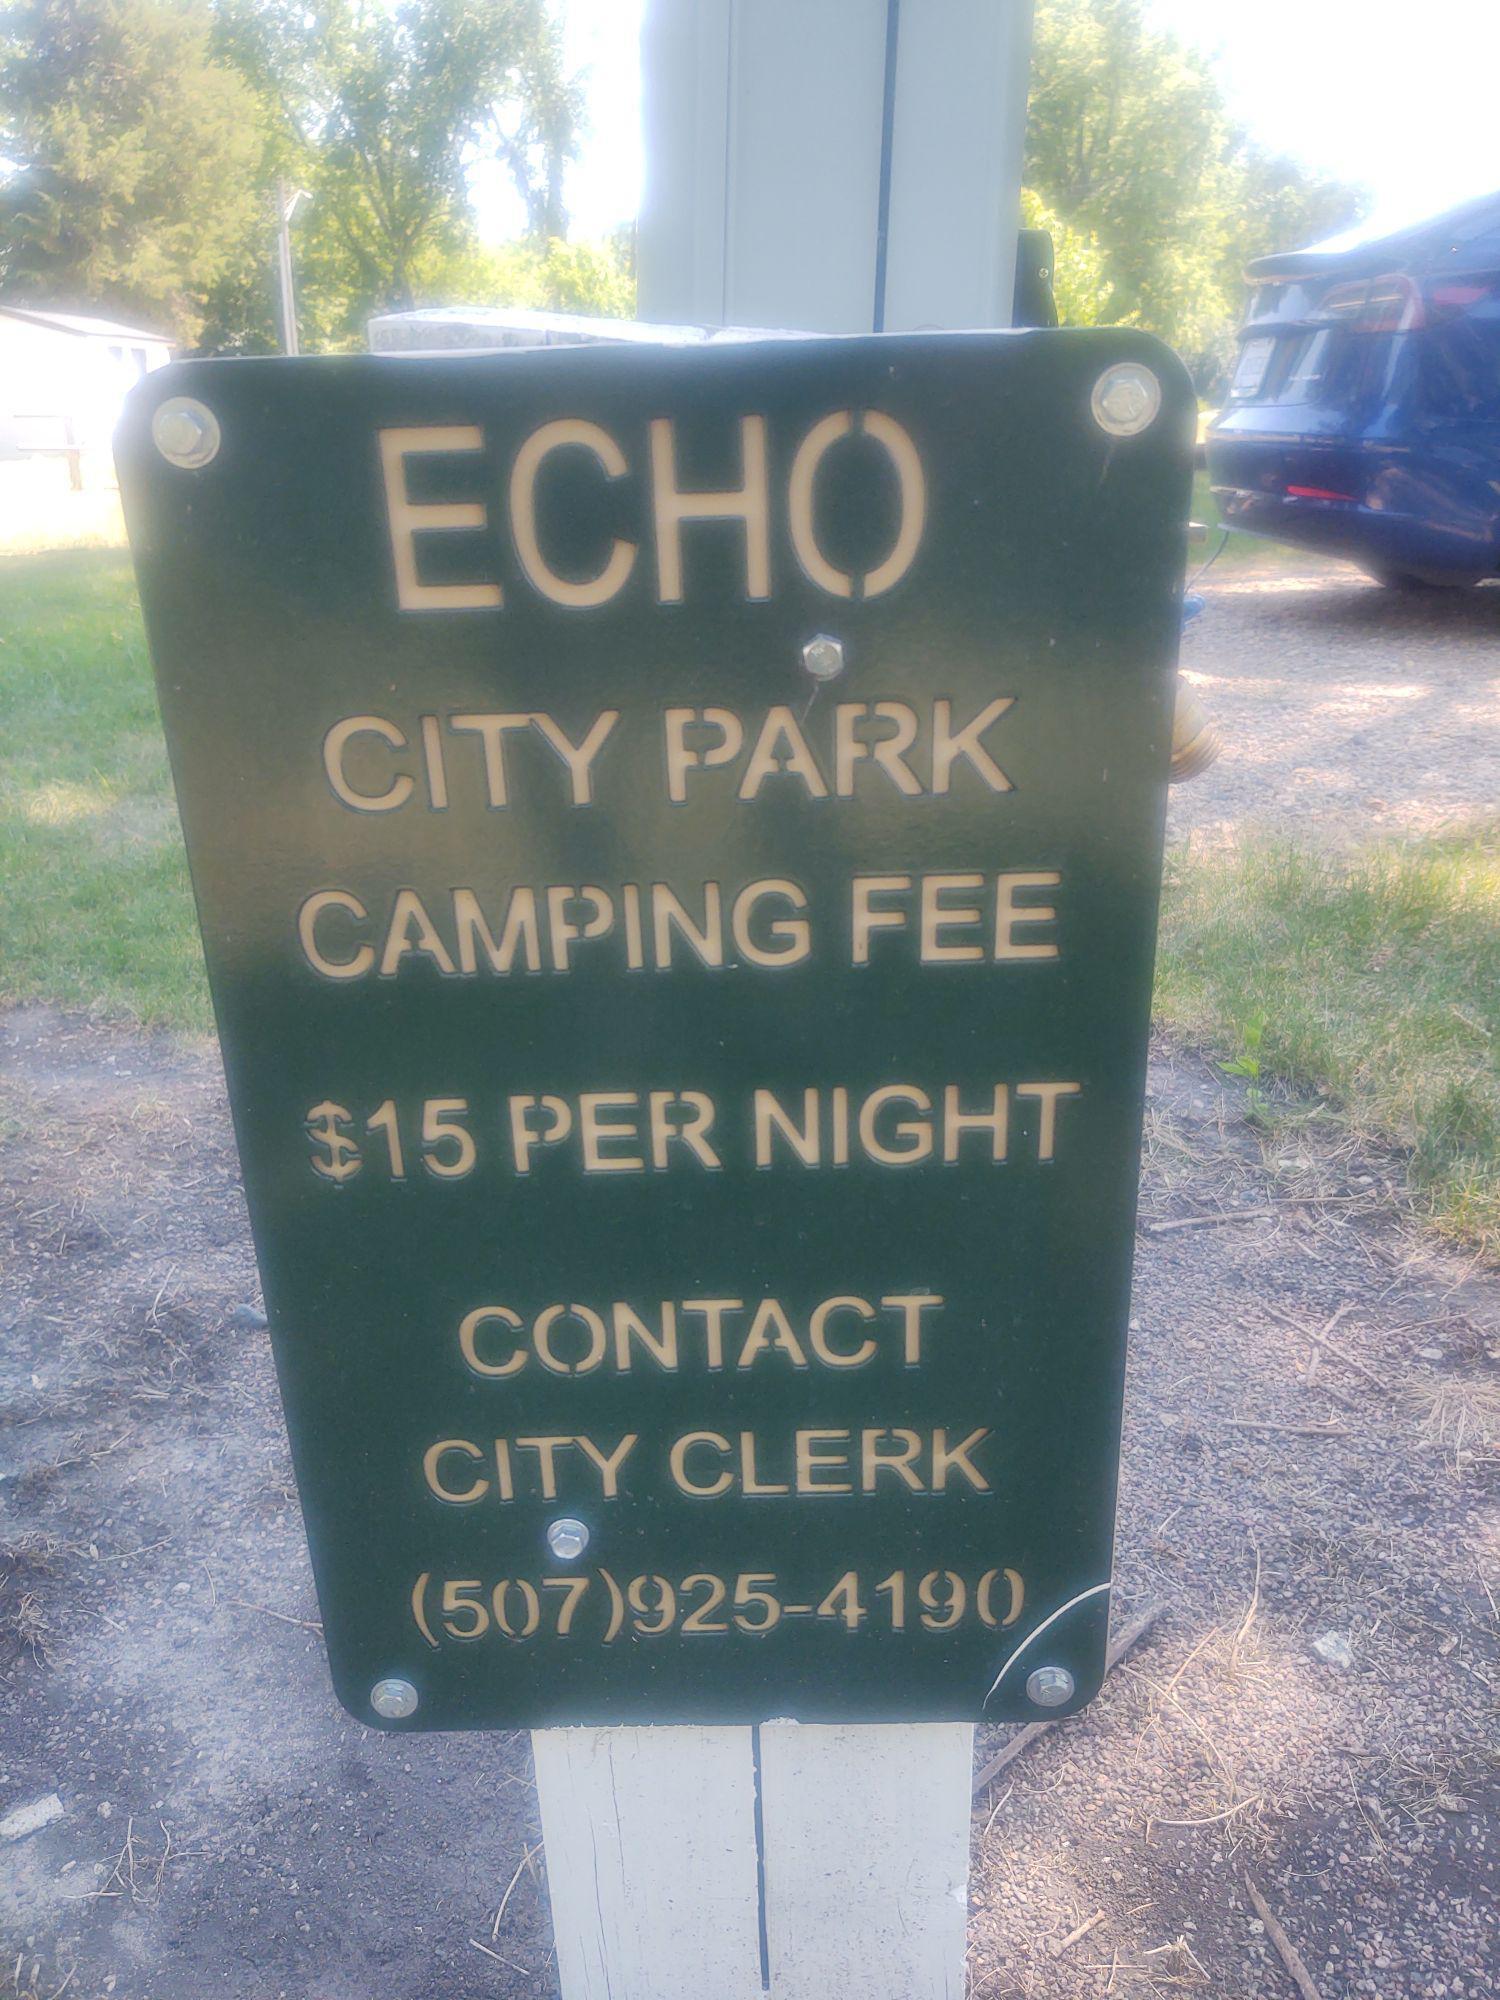 ECHO
CITY PARK
CAMPING FEE
$15 PER NIGHT
CONTACT
CITY CLERK
(507)925-4190